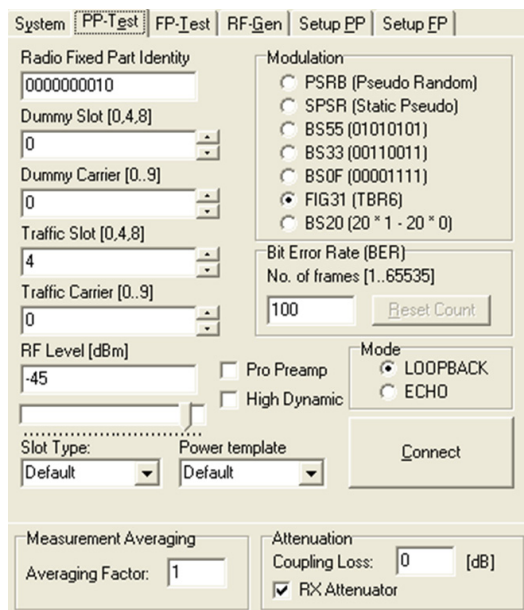 System PP-Test FP-Test RF-Gen Setup PP Setup FP
Radio Fixed Part Identity
0000000010
Dummy Slot [0,4,8]
0
Dummy Carrier [0..9]
0
Traffic Slot [0,4,8]
4
Traffic Carrier [0..9]
0
RF Level [dBm]
-45
Modulation
PSRB (Pseudo Random)
SPSR (Static Pseudo)
BS55 (01010101)
BS33 (00110011)
BS0F (00001111)
FIG31 (TBR6)
BS20 (20 * 1 - 20 * 0)
Bit Error Rate (BER)
No. of frames [1..65535]
100 Reset Count
Pro Preamp
High Dynamic
Mode
LOOPBACK
ECHO
Slot Type:
Default
Power template
Default
Connect
Measurement Averaging
Averaging Factor: 1
Attenuation
Coupling Loss: 0 [dB]
RX Attenuator